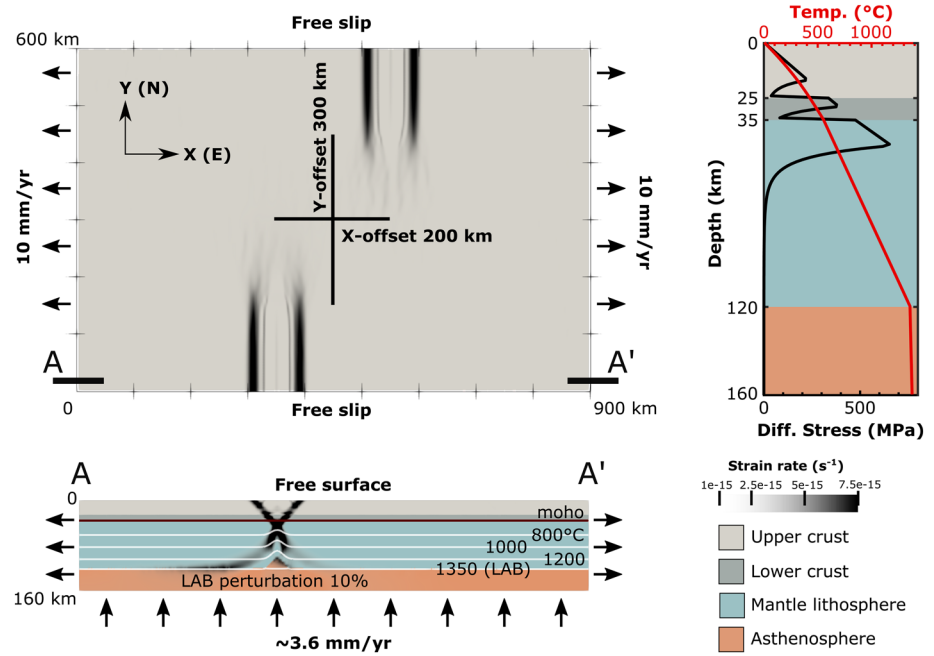 Free slip
600 km
Y (N)
X (E)
Y-offset 300 km
X-offset 200 km
10 mm/yr
10 mm/yr
A
A'
0
Free slip
900 km
Temp. (°C)
0 500 1000
0
25
35
120
160
Depth (km)
0 500
Diff. Stress (MPa)
A
A'
Free surface
0
moho
800°C
1000
1200
1350 (LAB)
LAB perturbation 10%
160 km
~3.6 mm/yr
Strain rate (s⁻¹)
1e-15 2.5e-15 5e-15 7.5e-15
Upper crust
Lower crust
Mantle lithosphere
Asthenosphere